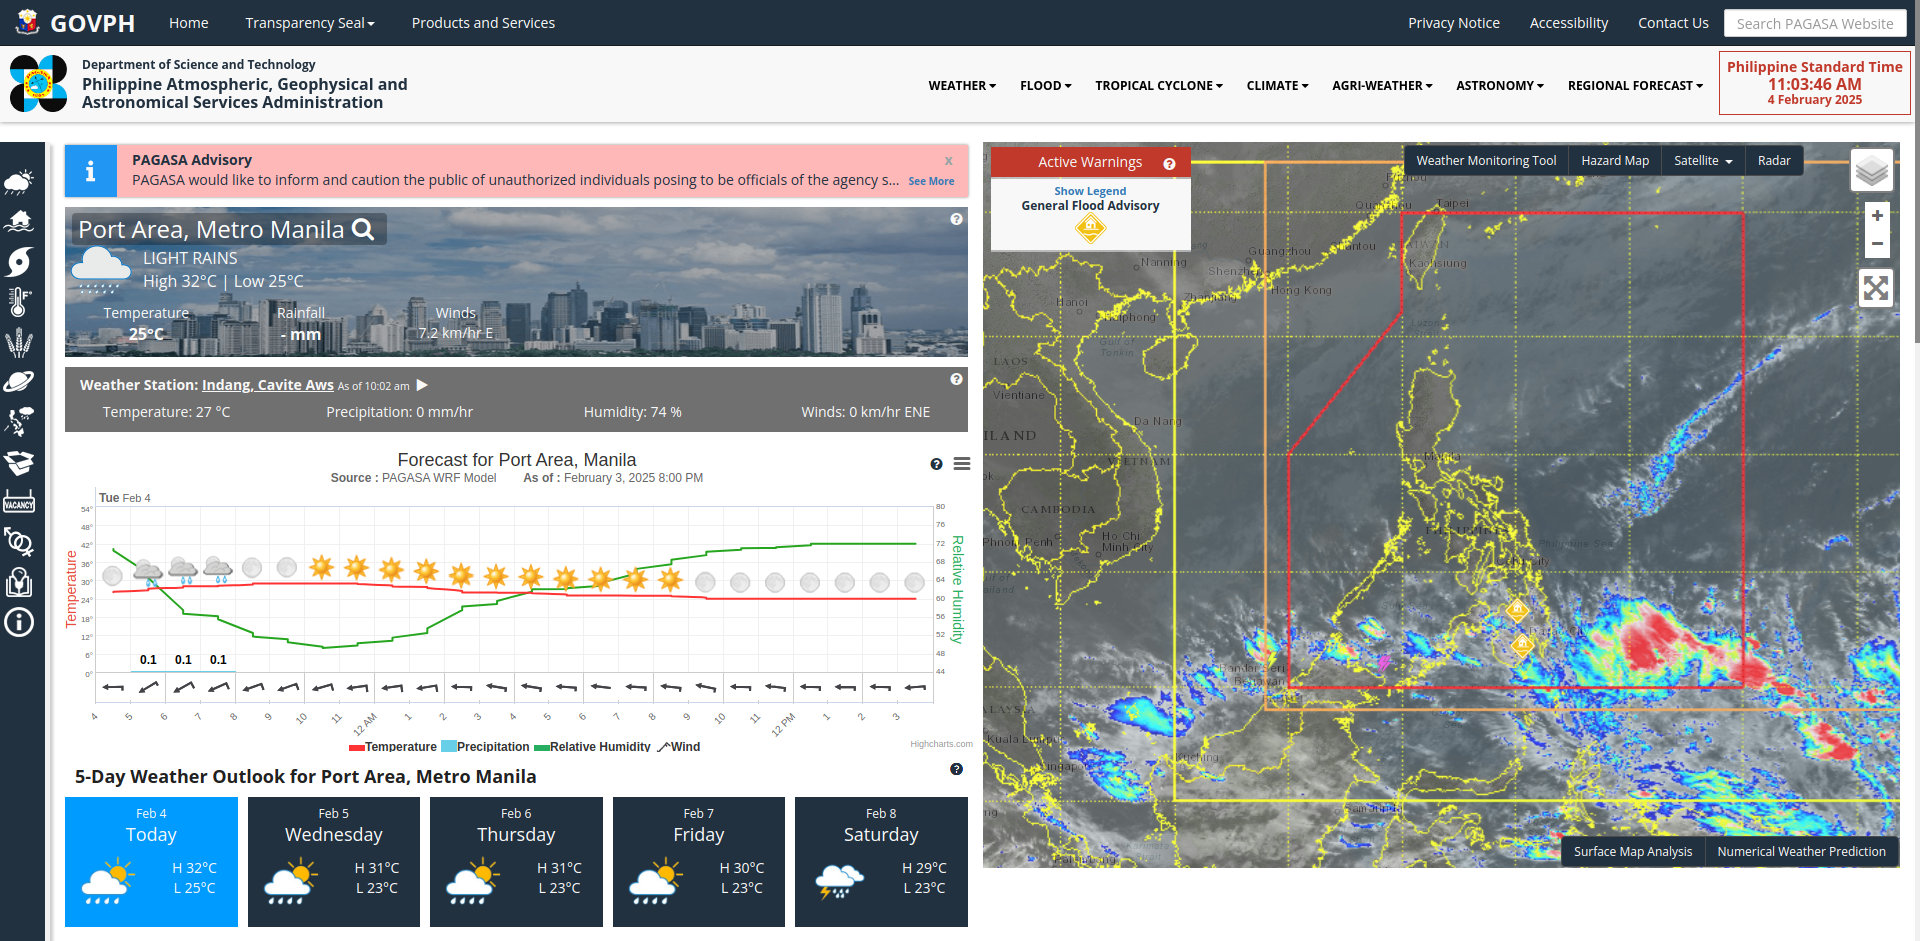 GOVPH
Home
Transparency Seal
Products and Services
Privacy Notice
Accessibility
Contact Us
Search PAGASA Website
Department of Science and Technology
Philippine Atmospheric, Geophysical and
Astronomical Services Administration
WEATHER
FLOOD
TROPICAL CYCLONE
CLIMATE
AGRI-WEATHER
ASTRONOMY
REGIONAL FORECAST
Philippine Standard Time
11:03:46 AM
4 February 2025
VACANCY
PAGASA Advisory
x
PAGASA would like to inform and caution the public of unauthorized individuals posing to be officials of the agency s... See More
Port Area, Metro Manila
LIGHT RAINS
High 32°C | Low 25°C
Temperature
25°C
Rainfall
- mm
Winds
7.2 km/hr E
Weather Station: Indang, Cavite Aws As of 10:02 am
Temperature: 27 °C
Precipitation: 0 mm/hr
Humidity: 74 %
Winds: 0 km/hr ENE
Forecast for Port Area, Manila
Source : PAGASA WRF Model As of : February 3, 2025 8:00 PM
Tue Feb 4
Temperature
54°
48°
42°
36°
30°
24°
18°
12°
6°
0°
80
76
72
68
64
60
56
52
48
44
Relative Humidity
0.1 0.1 0.1
4 5 6 7 8 9 10 11 12 AM 1 2 3 4 5 6 7 8 9 10 11 12 PM 1 2 3
Temperature Precipitation Relative Humidity Wind
Highcharts.com
5-Day Weather Outlook for Port Area, Metro Manila
Feb 4
Today
H 32°C
L 25°C
Feb 5
Wednesday
H 31°C
L 23°C
Feb 6
Thursday
H 31°C
L 23°C
Feb 7
Friday
H 30°C
L 23°C
Feb 8
Saturday
H 29°C
L 23°C
Active Warnings
Show Legend
General Flood Advisory
Weather Monitoring Tool
Hazard Map
Satellite
Radar
+
−
Taipei
Guangzhou
Nanning
Shenzhen
Kaohsiung
Hong Kong
Hanoi
Haiphong
Gulf of
Tonkin
LAOS
Vientiane
Da Nang
VIETNAM
CAMBODIA
Phnom Penh
Ho Chi
Minh City
Manila
Philippine Sea
Bandar Seri
Kuala Lumpur
Kuching
Surface Map Analysis
Numerical Weather Prediction